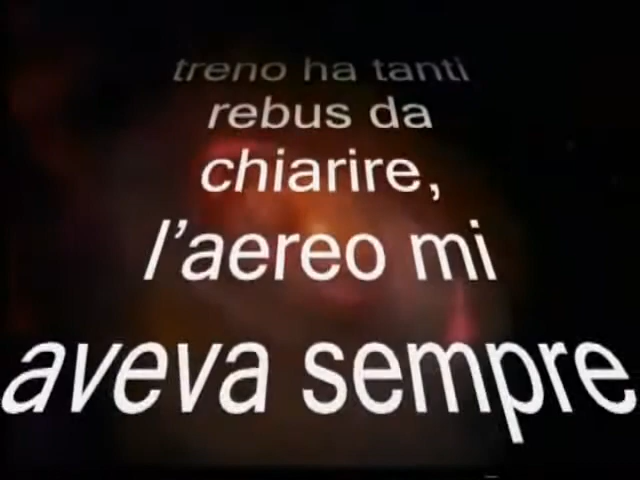 treno ha tanti
rebus da
chiarire,
l’aereo mi
aveva sempre